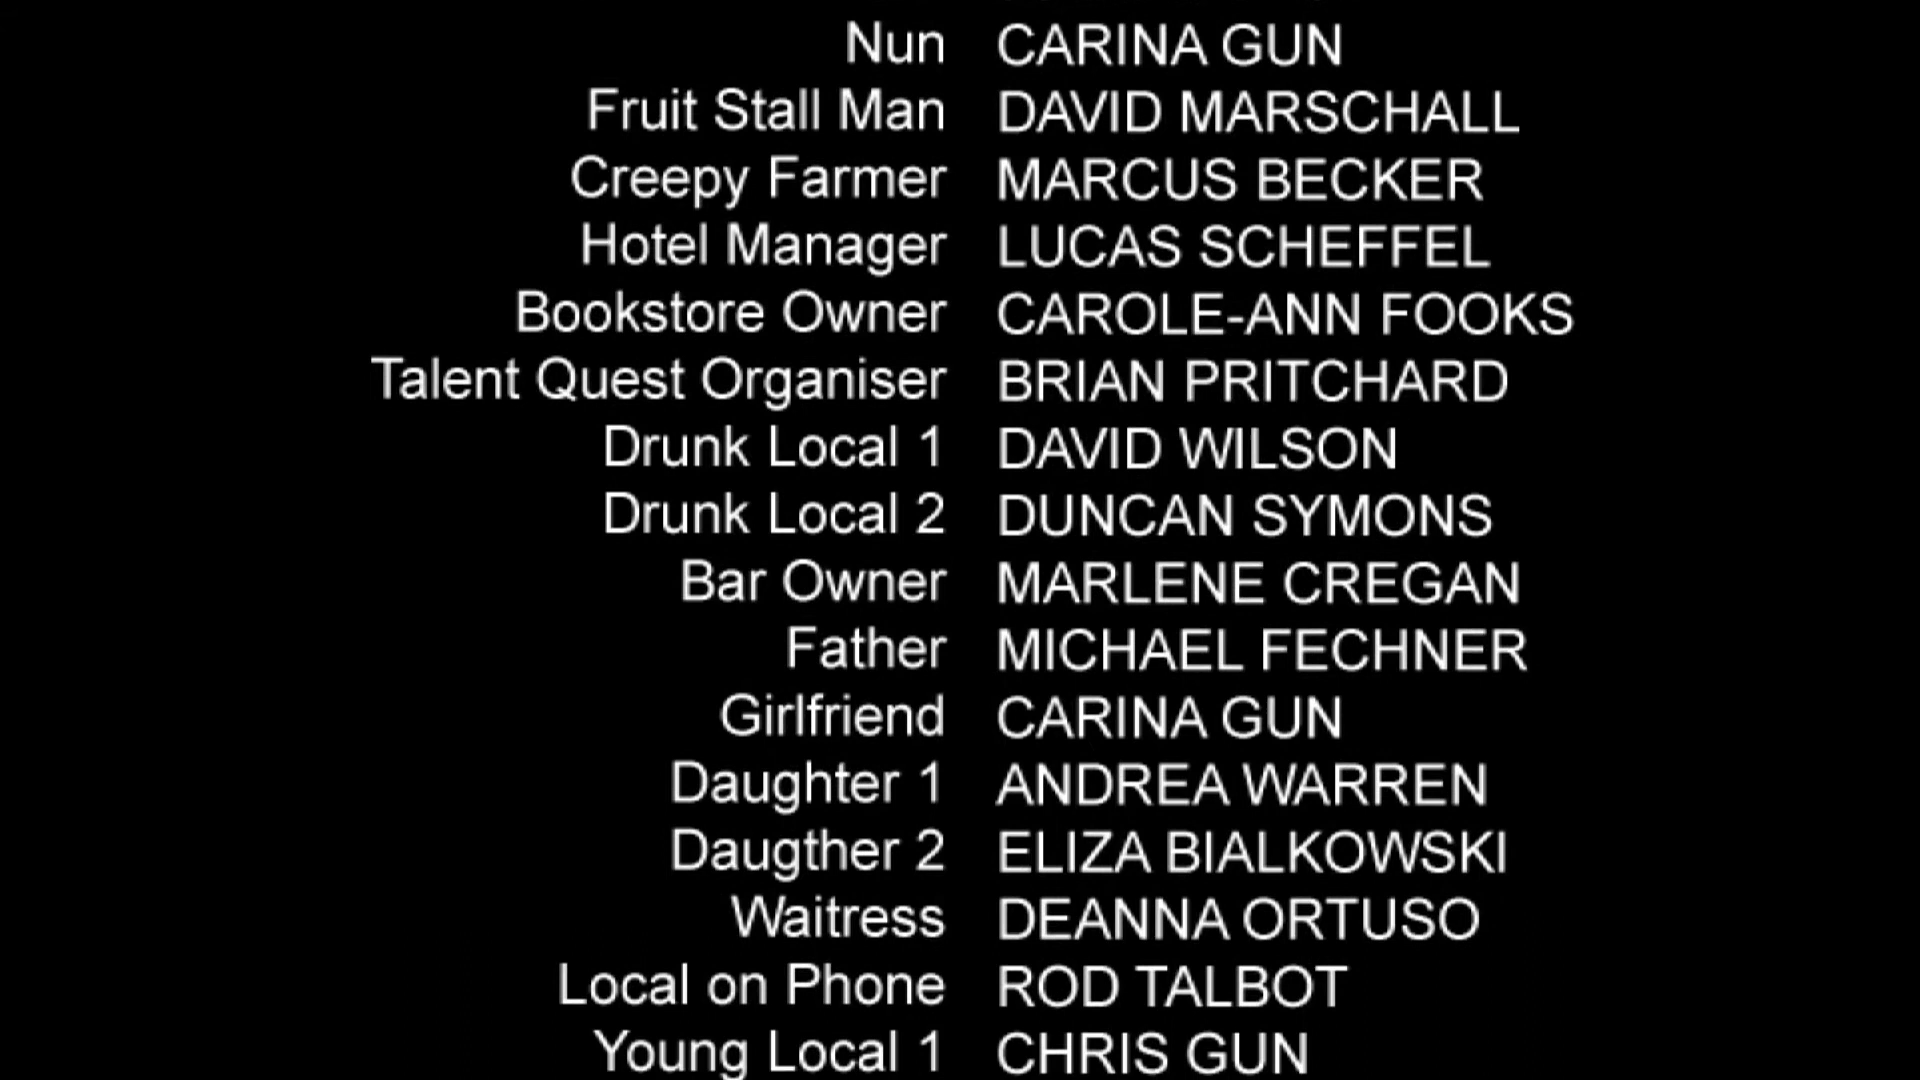 Nun CARINA GUN
Fruit Stall Man DAVID MARSCHALL
Creepy Farmer MARCUS BECKER
Hotel Manager LUCAS SCHEFFEL
Bookstore Owner CAROLE-ANN FOOKS
Talent Quest Organiser BRIAN PRITCHARD
Drunk Local 1 DAVID WILSON
Drunk Local 2 DUNCAN SYMONS
Bar Owner MARLENE CREGAN
Father MICHAEL FECHNER
Girlfriend CARINA GUN
Daughter 1 ANDREA WARREN
Daugther 2 ELIZA BIALKOWSKI
Waitress DEANNA ORTUSO
Local on Phone ROD TALBOT
Young Local 1 CHRIS GUN